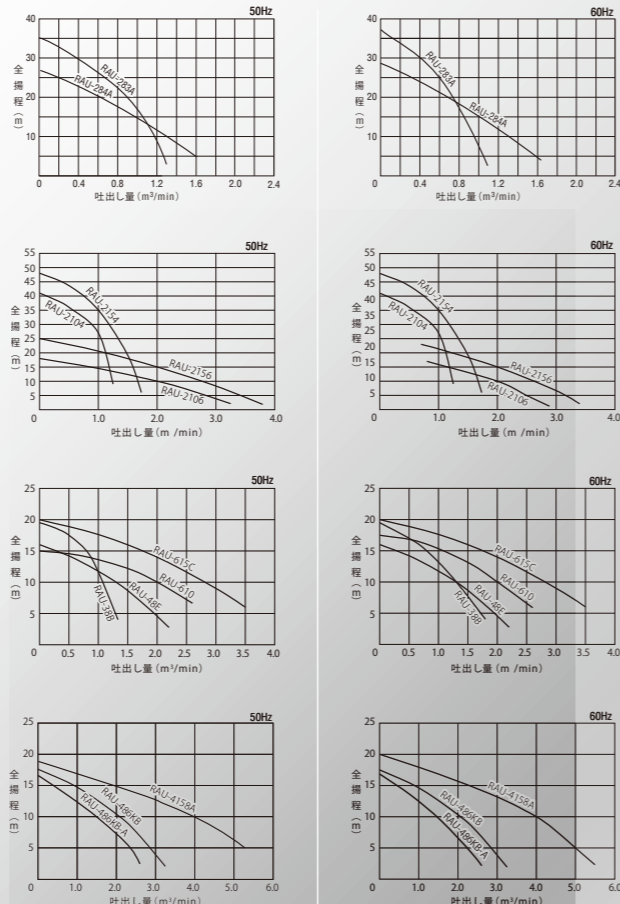 50Hz
40
30
20
10
0
0.4
0.8
1.2
1.6
2.0
2.4
全揚程(m)
吐出し量(m³/min)
RAU-283A
RAU-284A
60Hz
40
30
20
10
0
0.4
0.8
1.2
1.6
2.0
2.4
全揚程(m)
吐出し量(m³/min)
RAU-283A
RAU-284A
50Hz
55
50
45
40
35
30
25
20
15
10
5
0
1.0
2.0
3.0
4.0
全揚程(m)
吐出し量(m /min)
RAU-2154
RAU-2104
RAU-2156
RAU-2106
60Hz
55
50
45
40
35
30
25
20
15
10
5
0
1.0
2.0
3.0
4.0
全揚程(m)
吐出し量(m /min)
RAU-2154
RAU-2104
RAU-2156
RAU-2106
50Hz
25
20
15
10
5
0
0.5
1.0
1.5
2.0
2.5
3.0
3.5
4.0
全揚程(m)
吐出し量(m³/min)
RAU-615C
RAU-610
RAU-48E
RAU-38B
60Hz
25
20
15
10
5
0
0.5
1.0
1.5
2.0
2.5
3.0
3.5
4.0
全揚程(m)
吐出し量(m /min)
RAU-615C
RAU-610
RAU-48E
RAU-38B
50Hz
25
20
15
10
5
0
1.0
2.0
3.0
4.0
5.0
6.0
全揚程(m)
吐出し量(m³/min)
RAU-4158A
RAU-486KB
RAU-486KB-A
60Hz
25
20
15
10
5
0
1.0
2.0
3.0
4.0
5.0
6.0
全揚程(m)
吐出し量(m³/min)
RAU-4158A
RAU-486KB
RAU-486KB-A